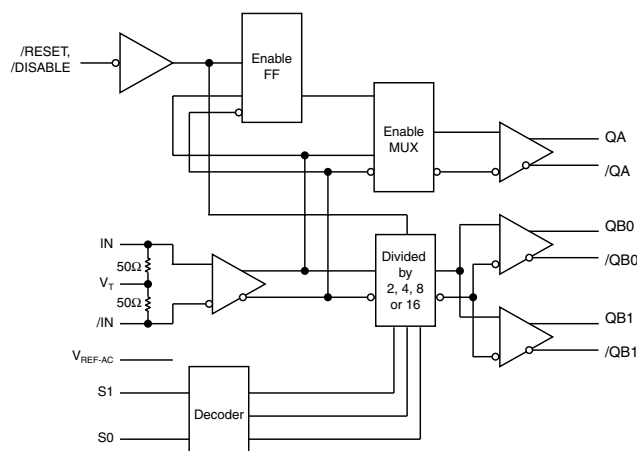 /RESET,
/DISABLE
Enable
FF
Enable
MUX
QA
/QA
IN
50Ω
VT
50Ω
/IN
Divided
by
2, 4, 8
or 16
QB0
/QB0
QB1
/QB1
VREF-AC
S1
Decoder
S0